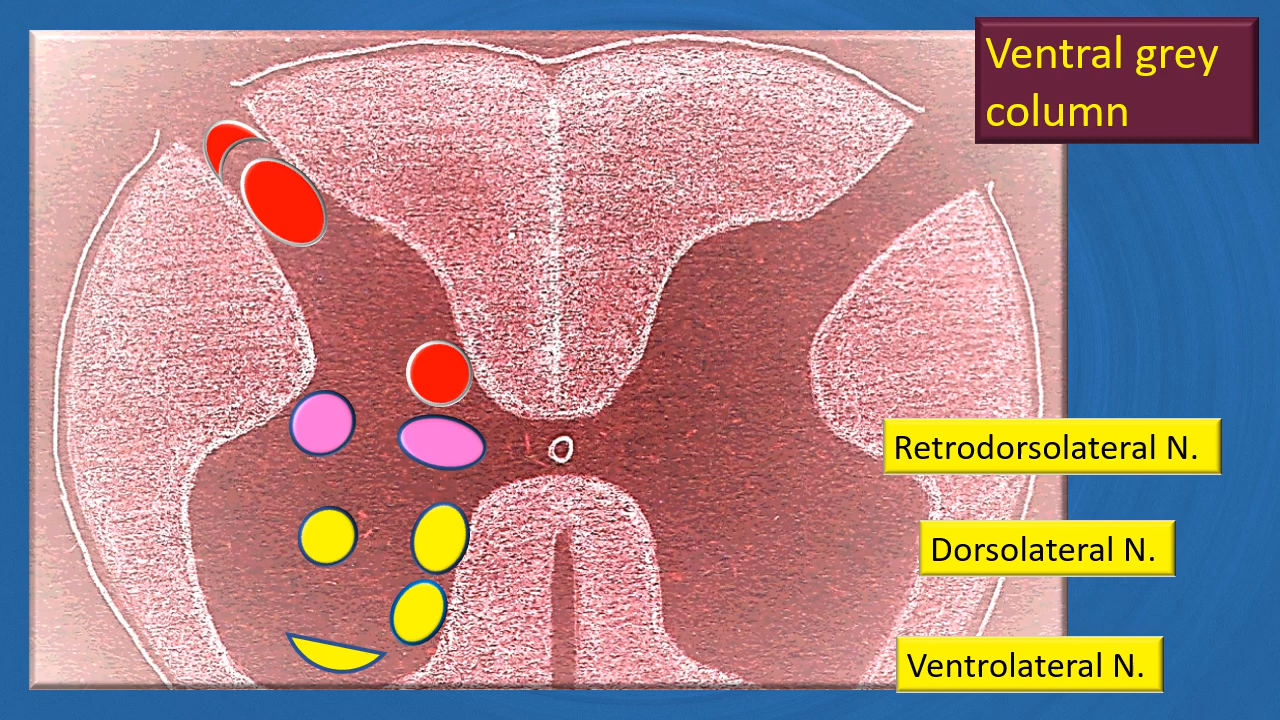 Ventral grey
column
Retrodorsolateral N.
Dorsolateral N.
Ventrolateral N.